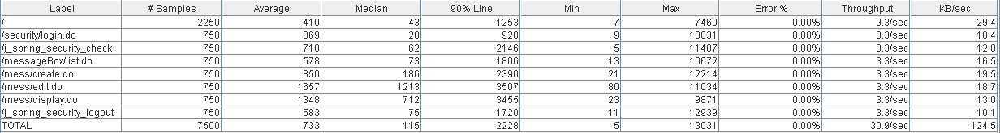 Label # Samples Average Median 90% Line Min Max Error % Throughput KB/sec
/ 2250 410 43 1253 7 7460 0.00% 9.3/sec 29.4
/security/login.do 750 369 28 928 9 13031 0.00% 3.3/sec 10.4
/j_spring_security_check 750 710 62 2146 5 11407 0.00% 3.3/sec 12.8
/messageBox/list.do 750 578 73 1806 13 10672 0.00% 3.3/sec 16.5
/mess/create.do 750 850 186 2390 21 12214 0.00% 3.3/sec 19.5
/mess/edit.do 750 1657 1213 3507 80 11034 0.00% 3.3/sec 18.7
/mess/display.do 750 1348 712 3455 23 9871 0.00% 3.3/sec 13.0
/j_spring_security_logout 750 583 75 1720 11 12939 0.00% 3.3/sec 10.1
TOTAL 7500 733 115 2228 5 13031 0.00% 30.9/sec 124.5